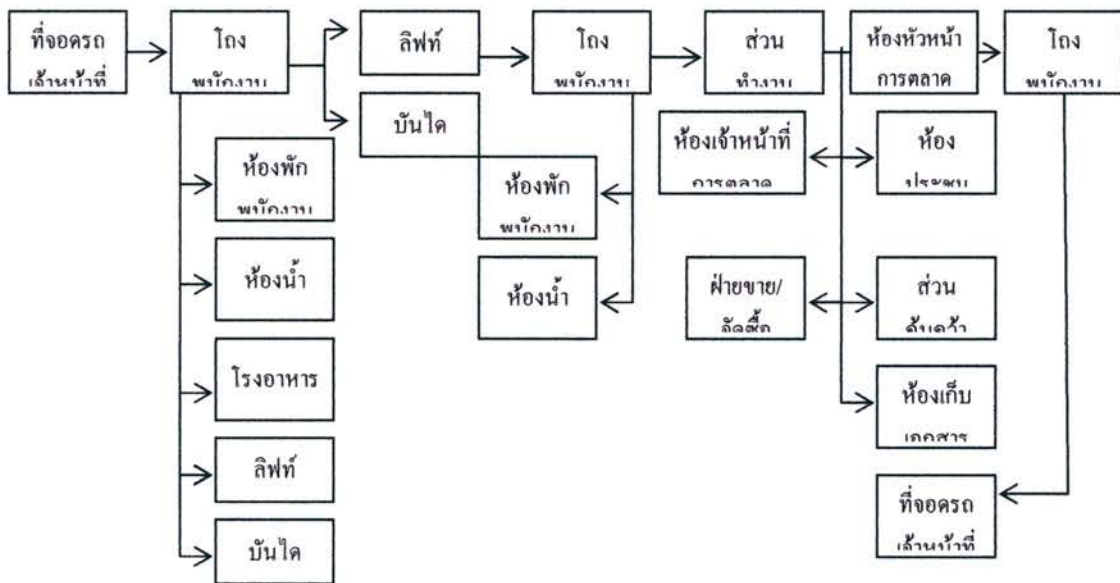 ที่จอดรถ
เจ้าหน้าที่
โถง
พนักงาน
ลิฟท์
บันได
โถง
พนักงาน
ส่วน
ทำงาน
ห้องหัวหน้า
การตลาด
โถง
พนักงาน
ห้องพัก
พนักงาน
ห้องน้ำ
โรงอาหาร
ลิฟท์
บันได
ห้องพัก
พนักงาน
ห้องน้ำ
ห้องเจ้าหน้าที่
การตลาด
ห้อง
ประชุม
ฝ่ายขาย/
จัดซื้อ
ส่วน
ค้นคว้า
ห้องเก็บ
เอกสาร
ที่จอดรถ
เจ้าหน้าที่